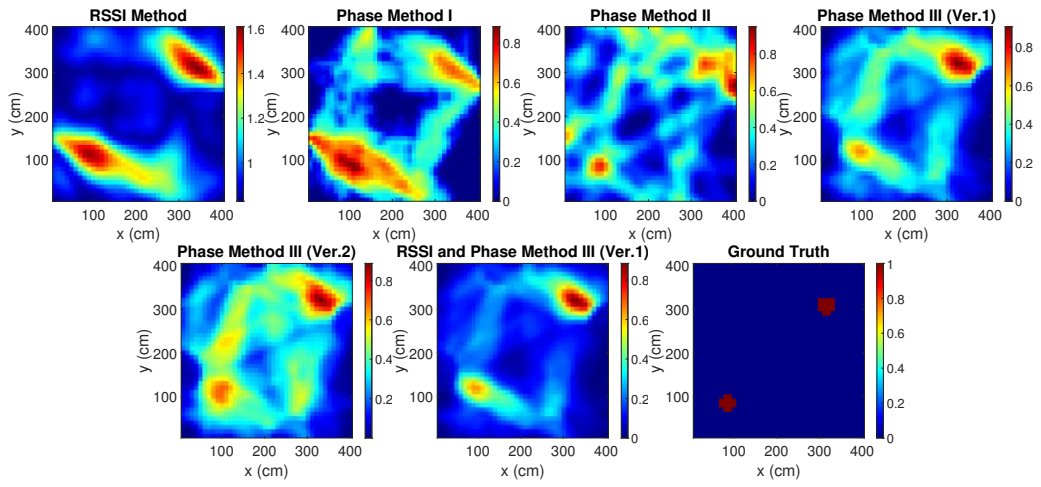 RSSI Method
Phase Method I
Phase Method II
Phase Method III (Ver.1)
400
300
200
100
y (cm)
100 200 300 400
x (cm)
1.6
1.4
1.2
1
400
300
200
100
y (cm)
100 200 300 400
x (cm)
0.8
0.6
0.4
0.2
0
400
300
200
100
y (cm)
100 200 300 400
x (cm)
0.8
0.6
0.4
0.2
0
400
300
200
100
y (cm)
100 200 300 400
x (cm)
0.8
0.6
0.4
0.2
0
Phase Method III (Ver.2)
RSSI and Phase Method III (Ver.1)
Ground Truth
400
300
200
100
y (cm)
100 200 300 400
x (cm)
0.8
0.6
0.4
0.2
400
300
200
100
y (cm)
100 200 300 400
x (cm)
0.8
0.6
0.4
0.2
0
400
300
200
100
y (cm)
100 200 300 400
x (cm)
1
0.8
0.6
0.4
0.2
0